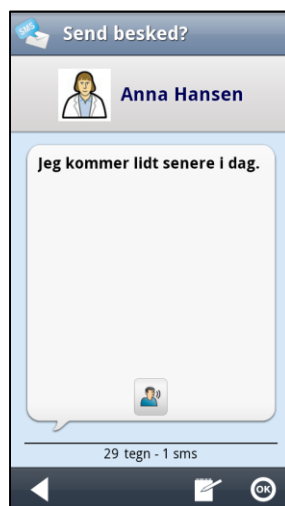 SMS
Send besked?
Anna Hansen
Jeg kommer lidt senere i dag.
29 tegn - 1 sms
OK